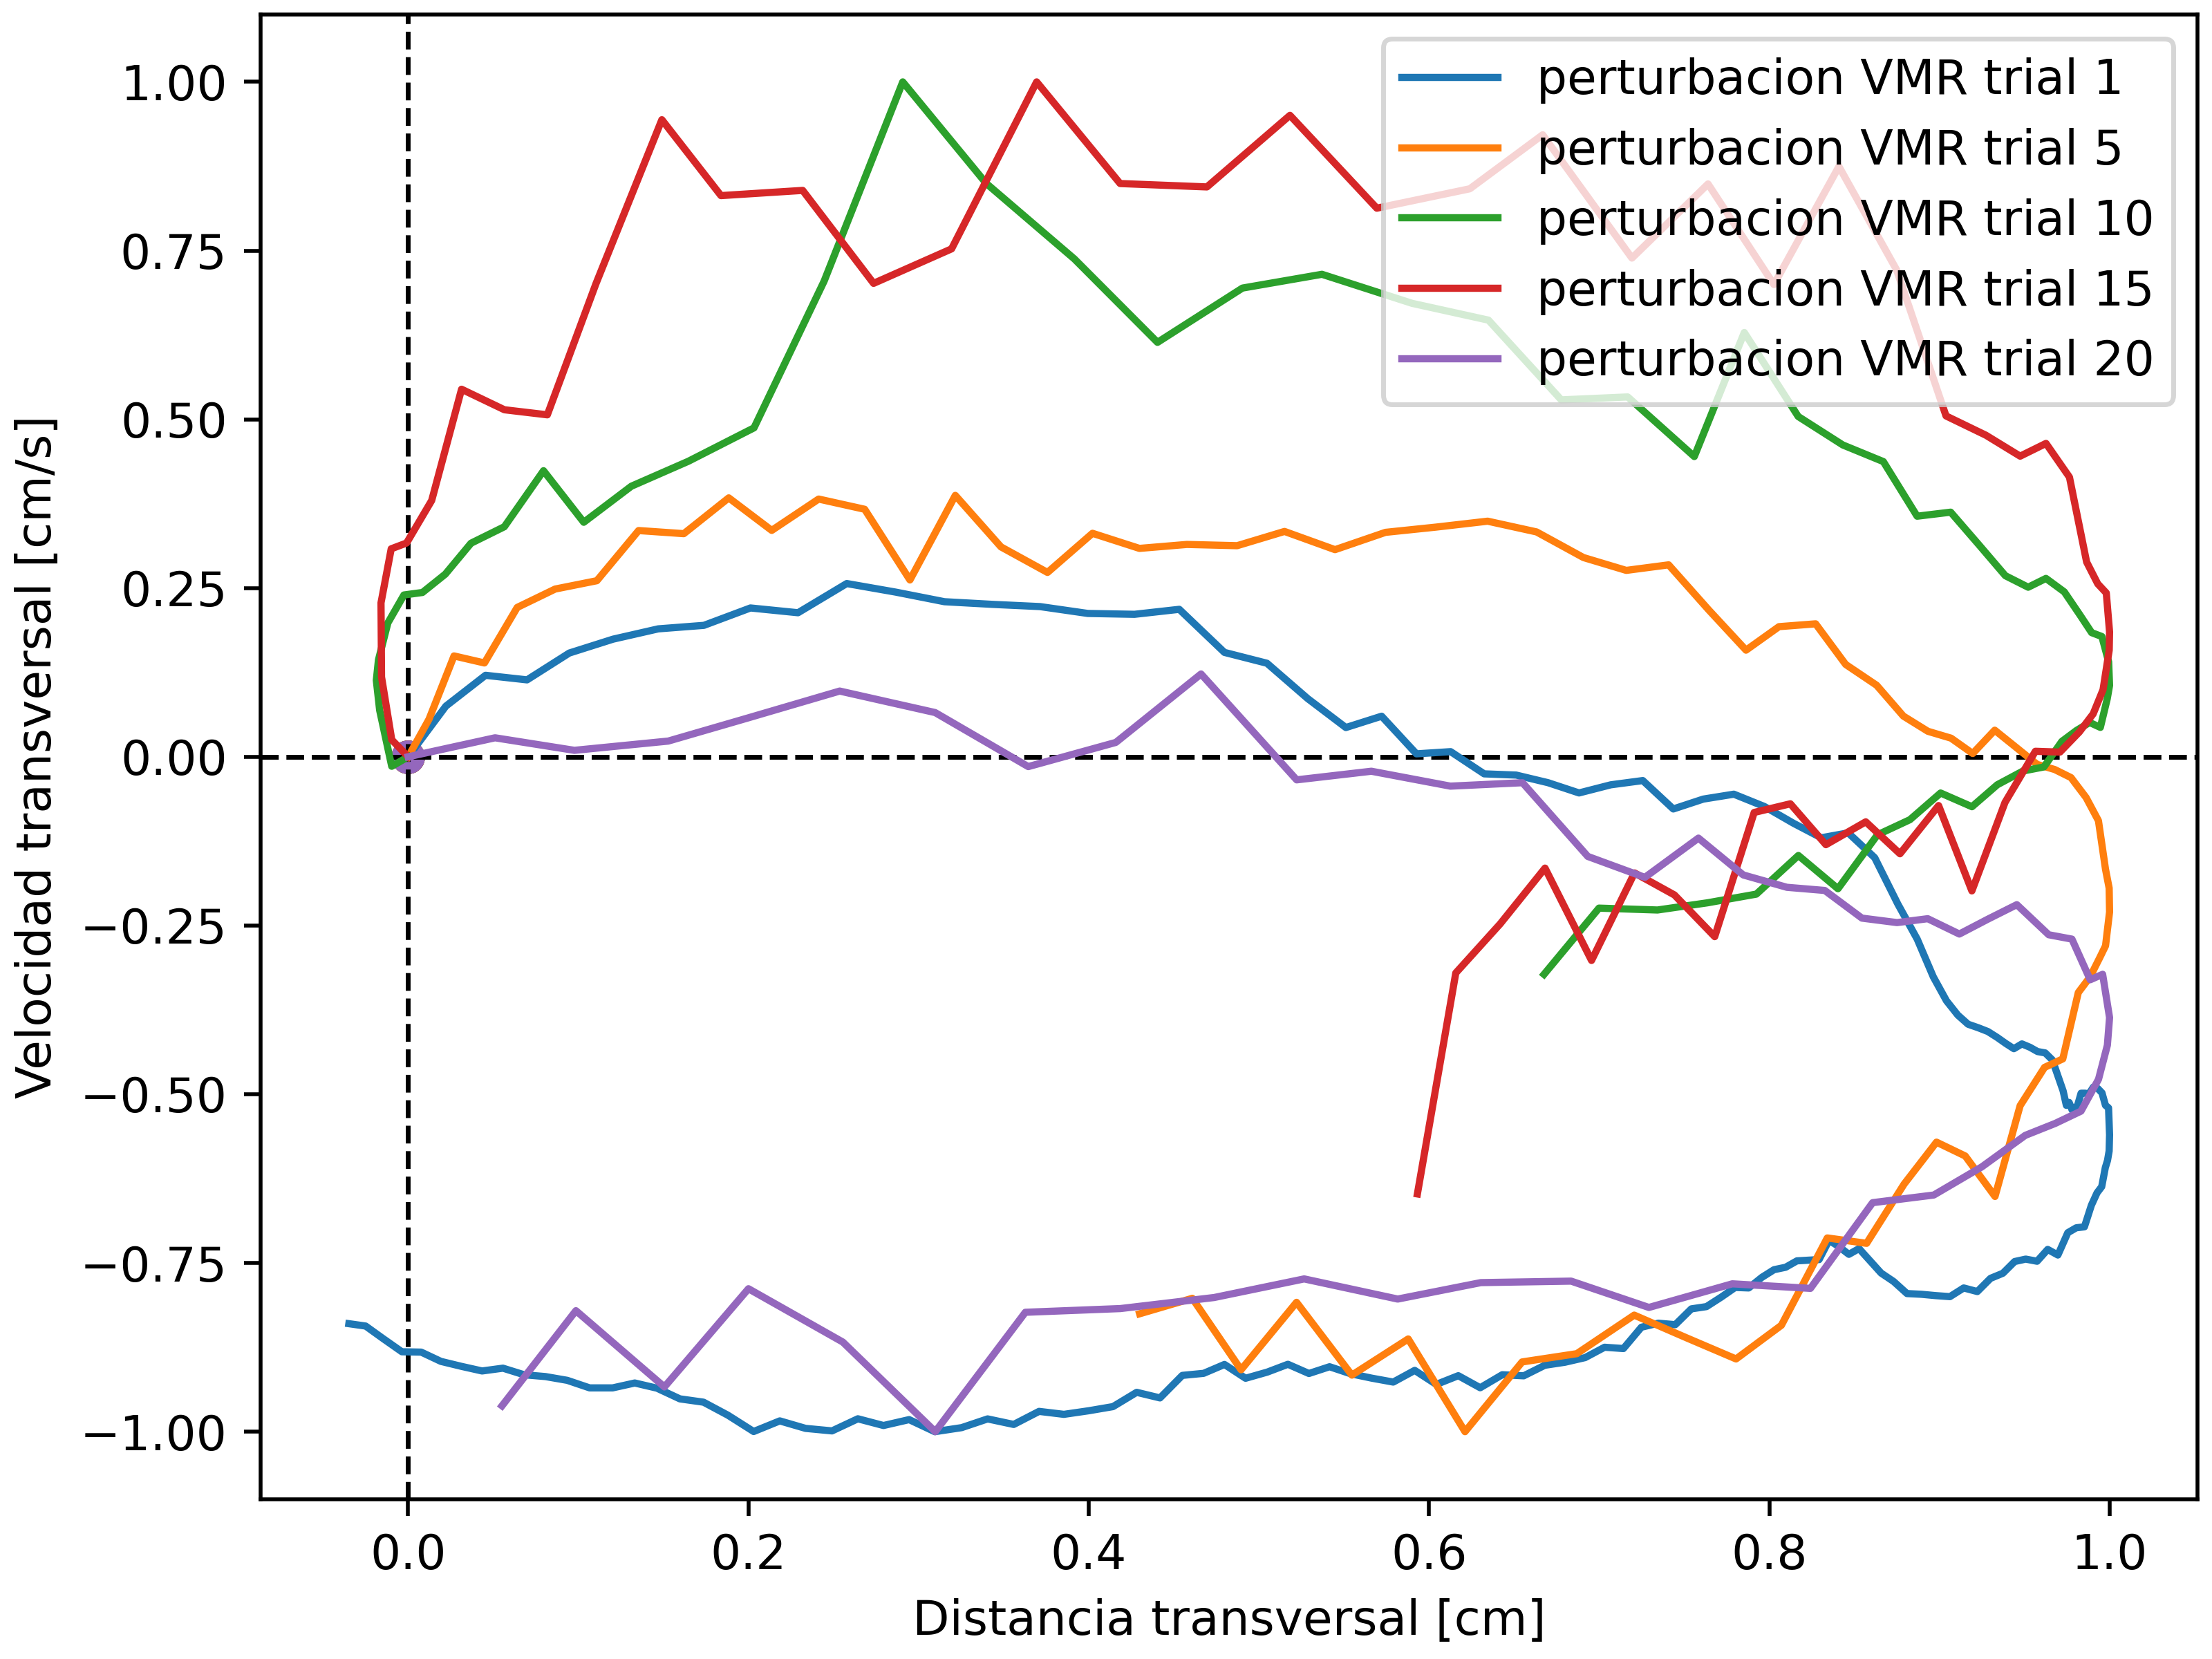 perturbacion VMR trial 1
perturbacion VMR trial 5
perturbacion VMR trial 10
perturbacion VMR trial 15
perturbacion VMR trial 20
1.00
0.75
0.50
0.25
0.00
−0.25
−0.50
−0.75
−1.00
Velocidad transversal [cm/s]
0.0 0.2 0.4 0.6 0.8 1.0
Distancia transversal [cm]